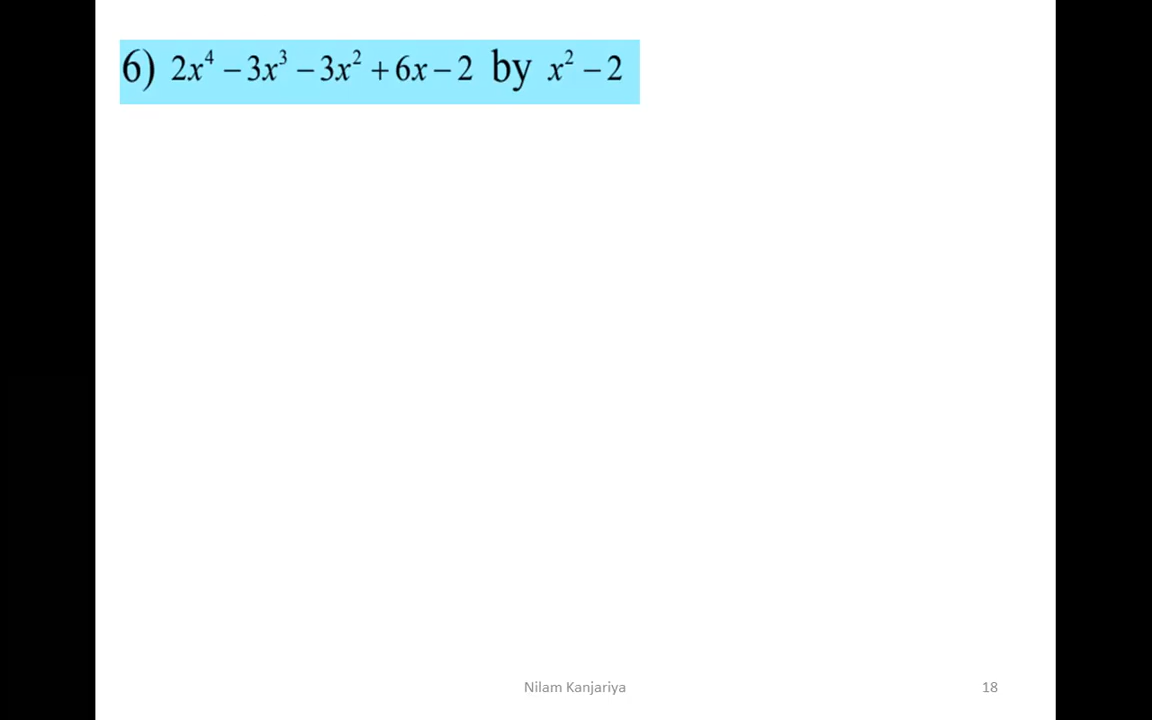 6) 2x⁴ − 3x³ − 3x² + 6x − 2 by x² − 2
Nilam Kanjariya
18